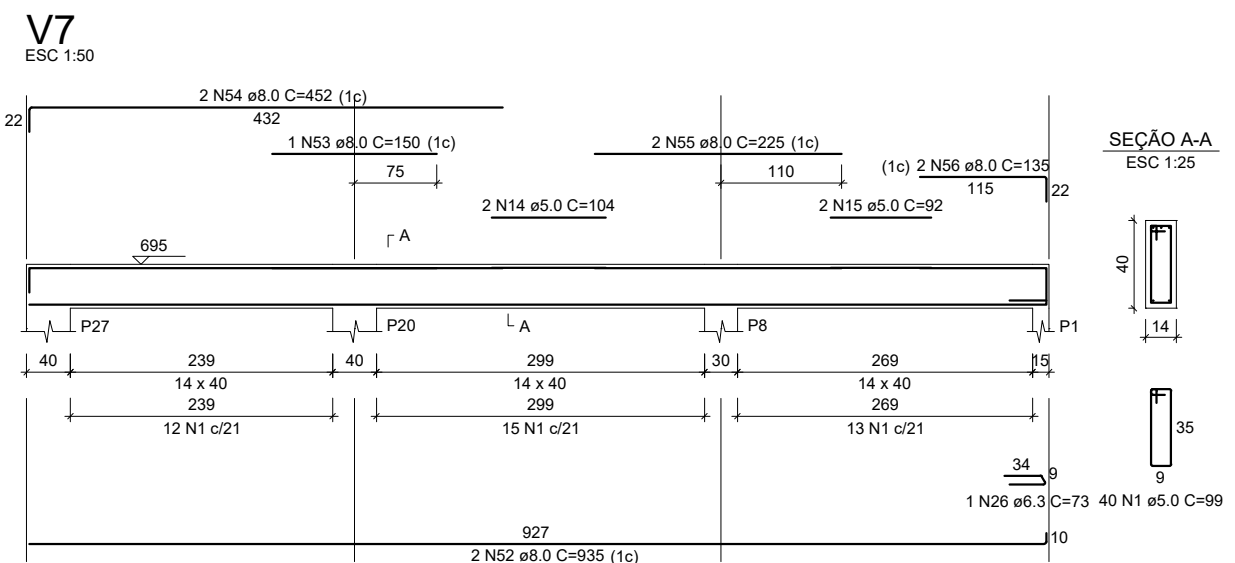 V7
ESC 1:50
2 N54 ø8.0 C=452 (1c)
22
432
1 N53 ø8.0 C=150 (1c)
2 N55 ø8.0 C=225 (1c)
75
110
(1c) 2 N56 ø8.0 C=135
115
22
SEÇÃO A-A
ESC 1:25
2 N14 ø5.0 C=104
2 N15 ø5.0 C=92
A
695
40
A
P27
P20
P8
P1
14
40
239
40
299
30
269
15
14 x 40
14 x 40
14 x 40
239
299
269
12 N1 c/21
15 N1 c/21
13 N1 c/21
35
9
34
9
1 N26 ø6.3 C=73
40 N1 ø5.0 C=99
927
10
2 N52 ø8.0 C=935 (1c)